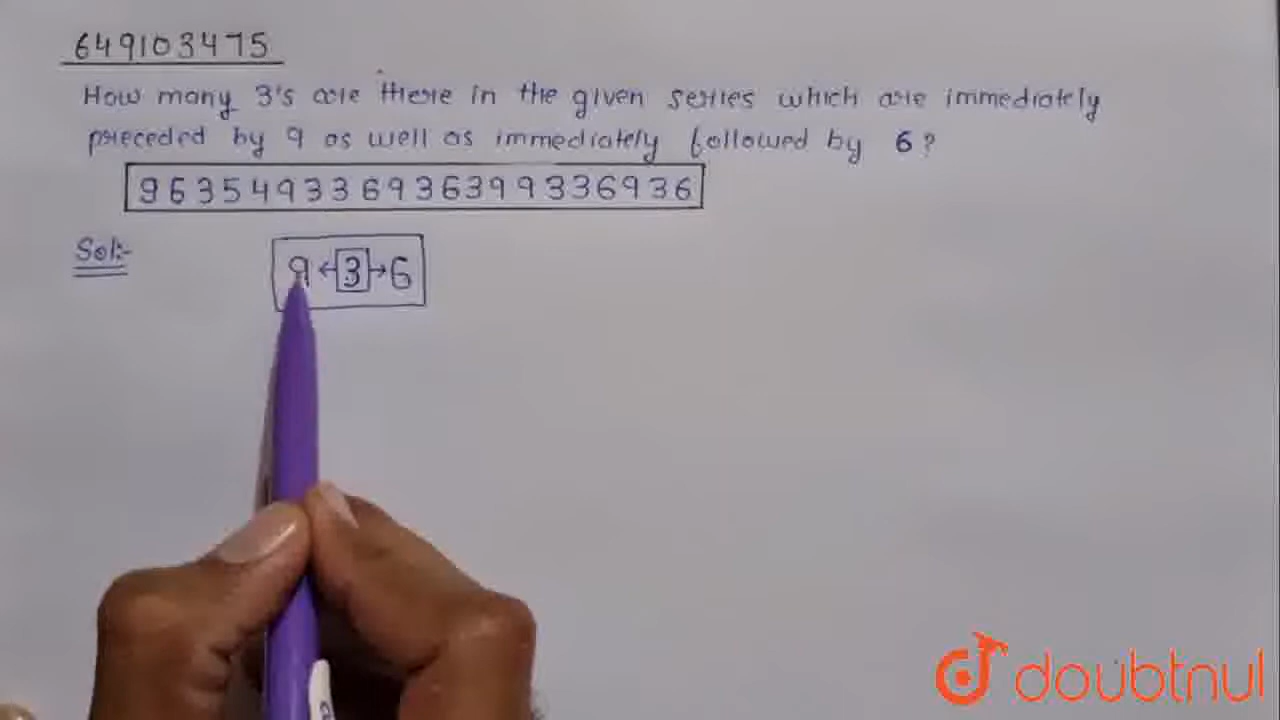 649103475
How many 3's are there in the given series which are immediately
preceded by 9 as well as immediately followed by 6?
9 6 3 5 4 9 3 3 6 9 3 6 3 9 9 3 3 6 9 3 6
Sol:-
9 ← 3 → 6
doubtnut